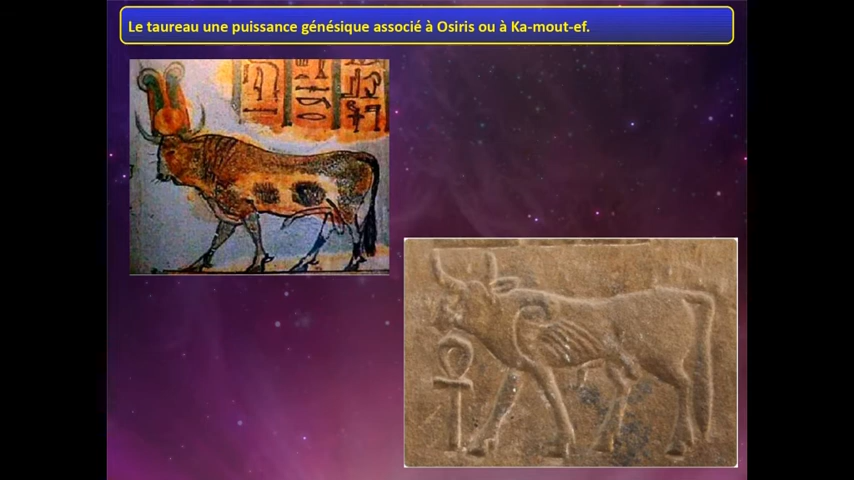 Le taureau une puissance génésique associé à Osiris ou à Ka-mout-ef.